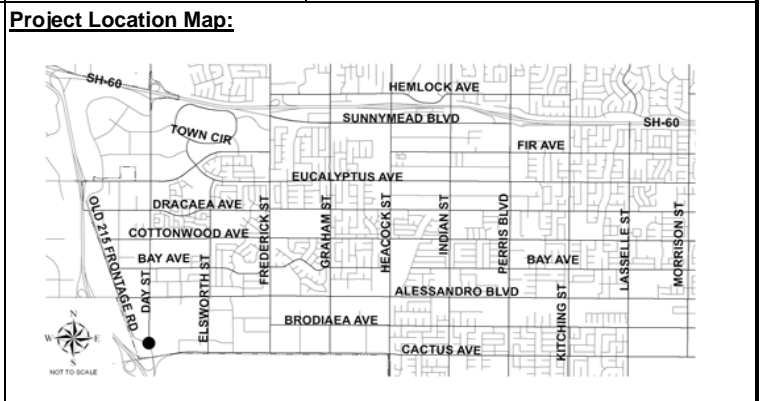 Project Location Map:
SH-60
HEMLOCK AVE
SUNNYMEAD BLVD
SH-60
TOWN CIR
FIR AVE
EUCALYPTUS AVE
DRACAEA AVE
COTTONWOOD AVE
BAY AVE
BAY AVE
OLD 215 FRONTAGE RD
DAY ST
ELSWORTH ST
FREDERICK ST
GRAHAM ST
HEACOCK ST
INDIAN ST
PERRIS BLVD
KITCHING ST
LASSELLE ST
MORRISON ST
ALESSANDRO BLVD
BRODIAEA AVE
CACTUS AVE
N
W E
S
NOT TO SCALE